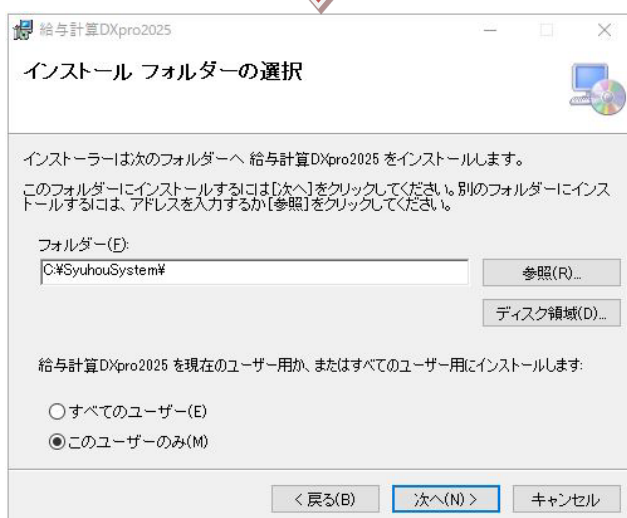 給与計算DXpro2025
インストール フォルダーの選択
インストーラーは次のフォルダーへ 給与計算DXpro2025 をインストールします。
このフォルダーにインストールするには[次へ]をクリックしてください。別のフォルダーにインス
トールするには、アドレスを入力するか[参照]をクリックしてください。
フォルダー(F):
C:¥SyuhouSystem¥
参照(R)...
ディスク領域(D)...
給与計算DXpro2025 を現在のユーザー用か、またはすべてのユーザー用にインストールします:
すべてのユーザー(E)
このユーザーのみ(M)
< 戻る(B)
次へ(N) >
キャンセル